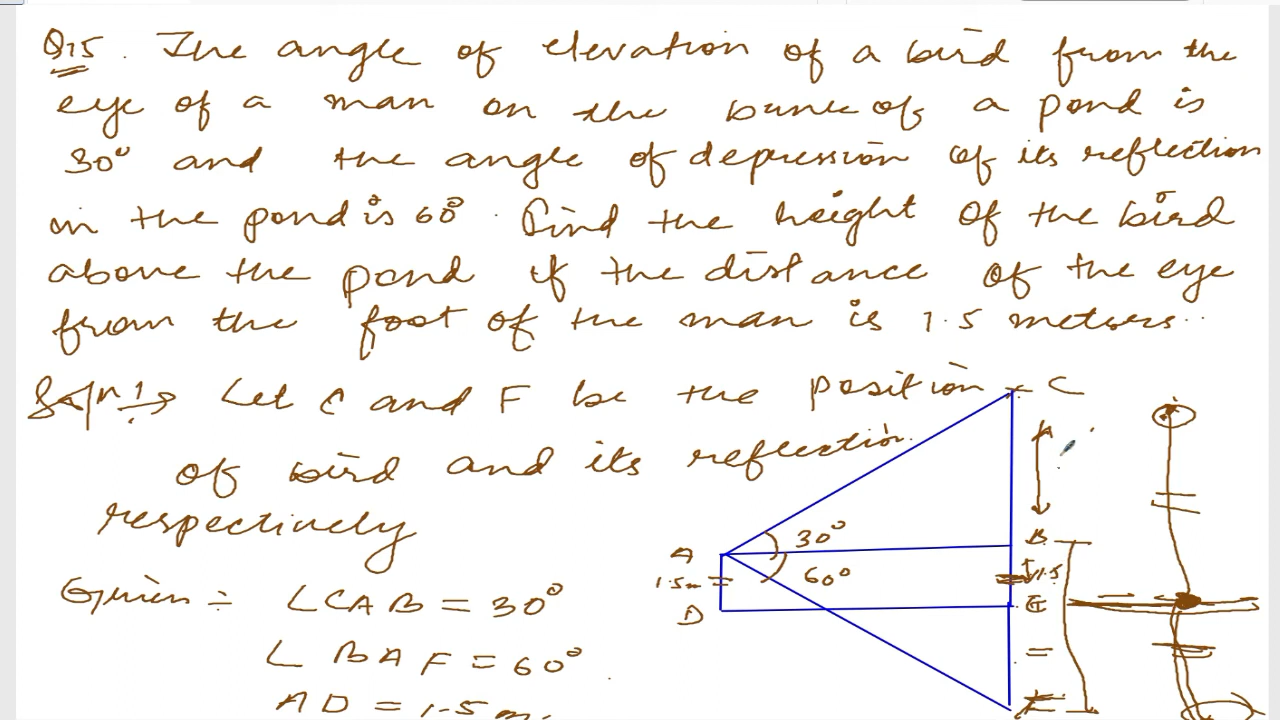 Q15. The angle of elevation of a bird from the
eye of a man on the bank of a pond is
30° and the angle of depression of its reflection
in the pond is 60°. Find the height of the bird
above the pond if the distance of the eye
from the foot of the man is 1.5 meters.
Soln:→ Let C and F be the position
of bird and its reflection
respectively
Given ÷ ∠CAB = 30°
∠BAF = 60°
AD = 1.5 m.
C
A
30°
B
1.5m
60°
1.5
D
F